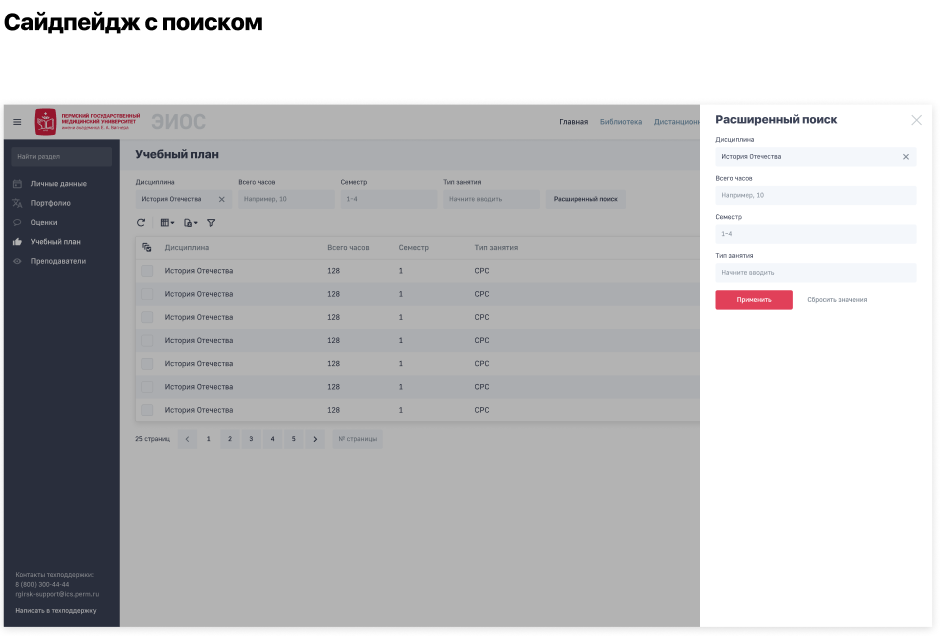 Сайдпейдж с поиском
ПЕРМСКИЙ ГОСУДАРСТВЕННЫЙ
МЕДИЦИНСКИЙ УНИВЕРСИТЕТ
имени академика Е. А. Вагнера
ЭИОС
Главная Библиотека Дистанцион
Найти раздел
Личные данные
Портфолио
Оценки
Учебный план
Преподаватели
Контакты техподдержки:
8 (800) 300-44-44
rginsk-support@ics.perm.ru
Написать в техподдержку
Учебный план
Дисциплина Всего часов Семестр Тип занятия
История Отечества Например, 10 1-4 Начните вводить Расширенный поиск
Дисциплина Всего часов Семестр Тип занятия
История Отечества 128 1 СРС
История Отечества 128 1 СРС
История Отечества 128 1 СРС
История Отечества 128 1 СРС
История Отечества 128 1 СРС
История Отечества 128 1 СРС
История Отечества 128 1 СРС
25 страниц 1 2 3 4 5 № страницы
Расширенный поиск
Дисциплина
История Отечества
Всего часов
Например, 10
Семестр
1-4
Тип занятия
Начните вводить
Применить Сбросить значения